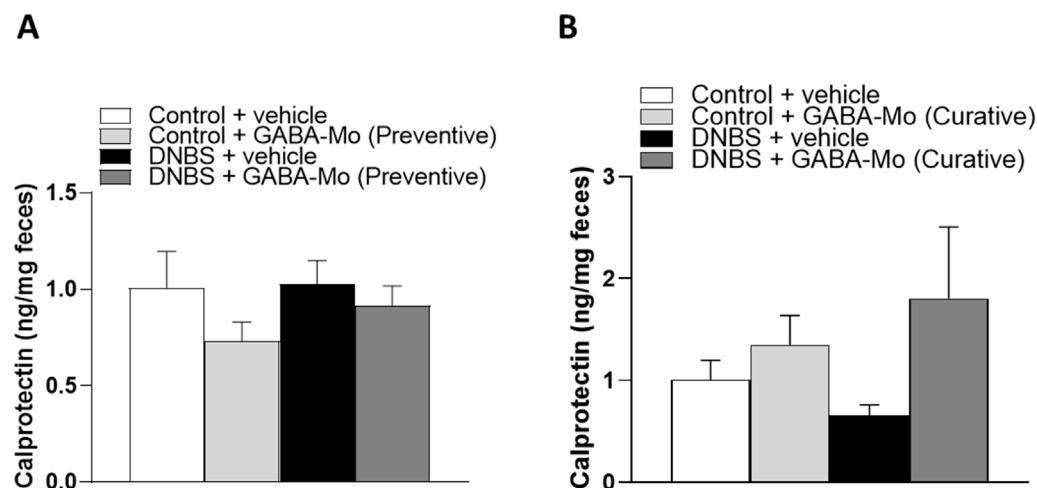 A
Control + vehicle
Control + GABA-Mo (Preventive)
DNBS + vehicle
DNBS + GABA-Mo (Preventive)
Calprotectin (ng/mg feces)
1.5
1.0
0.5
0.0
B
Control + vehicle
Control + GABA-Mo (Curative)
DNBS + vehicle
DNBS + GABA-Mo (Curative)
Calprotectin (ng/mg feces)
3
2
1
0